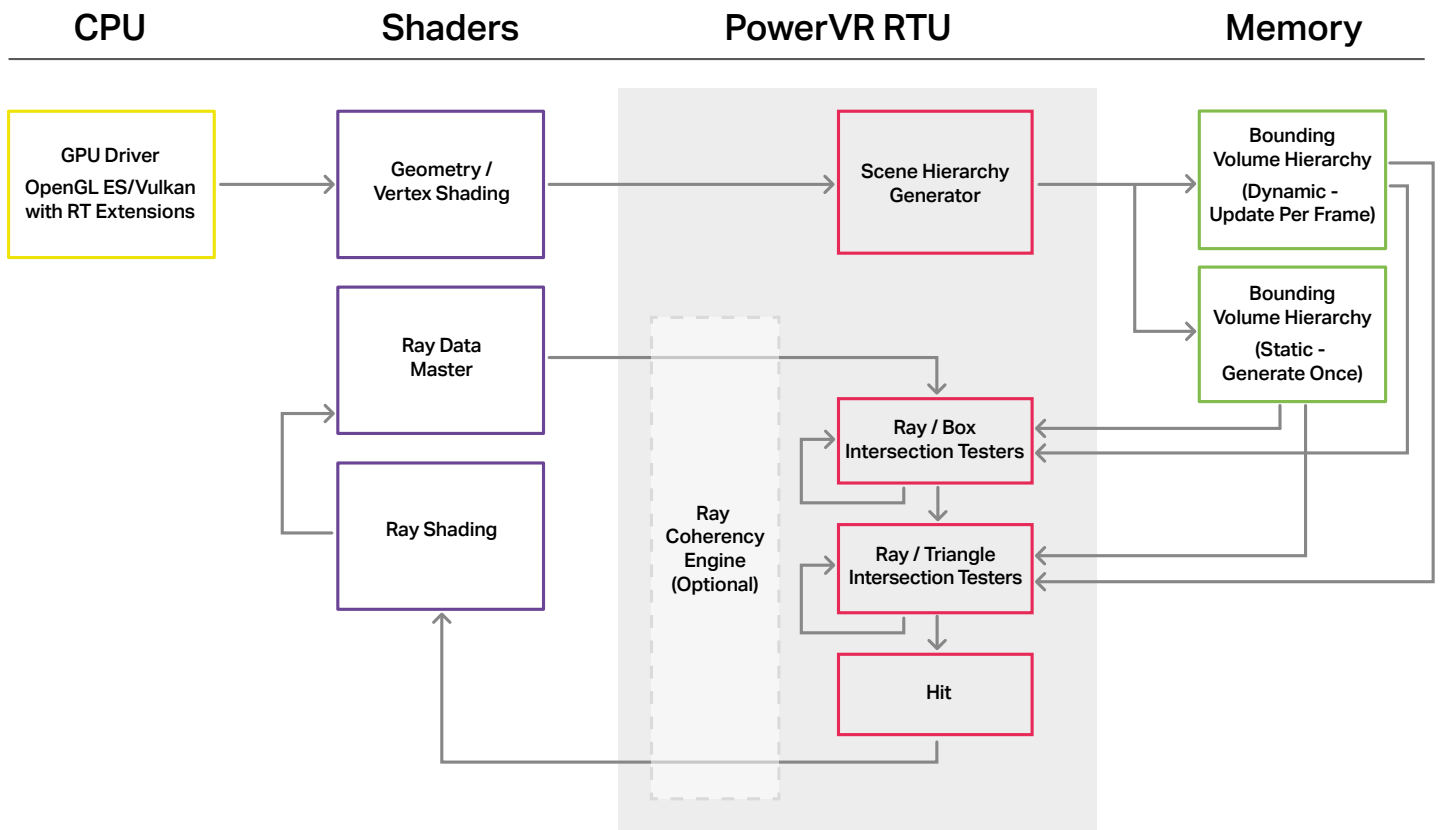 CPU
Shaders
PowerVR RTU
Memory
GPU Driver
OpenGL ES/Vulkan
with RT Extensions
Geometry /
Vertex Shading
Scene Hierarchy
Generator
Bounding
Volume Hierarchy
(Dynamic -
Update Per Frame)
Bounding
Volume Hierarchy
(Static -
Generate Once)
Ray Data
Master
Ray / Box
Intersection Testers
Ray Shading
Ray
Coherency
Engine
(Optional)
Ray / Triangle
Intersection Testers
Hit